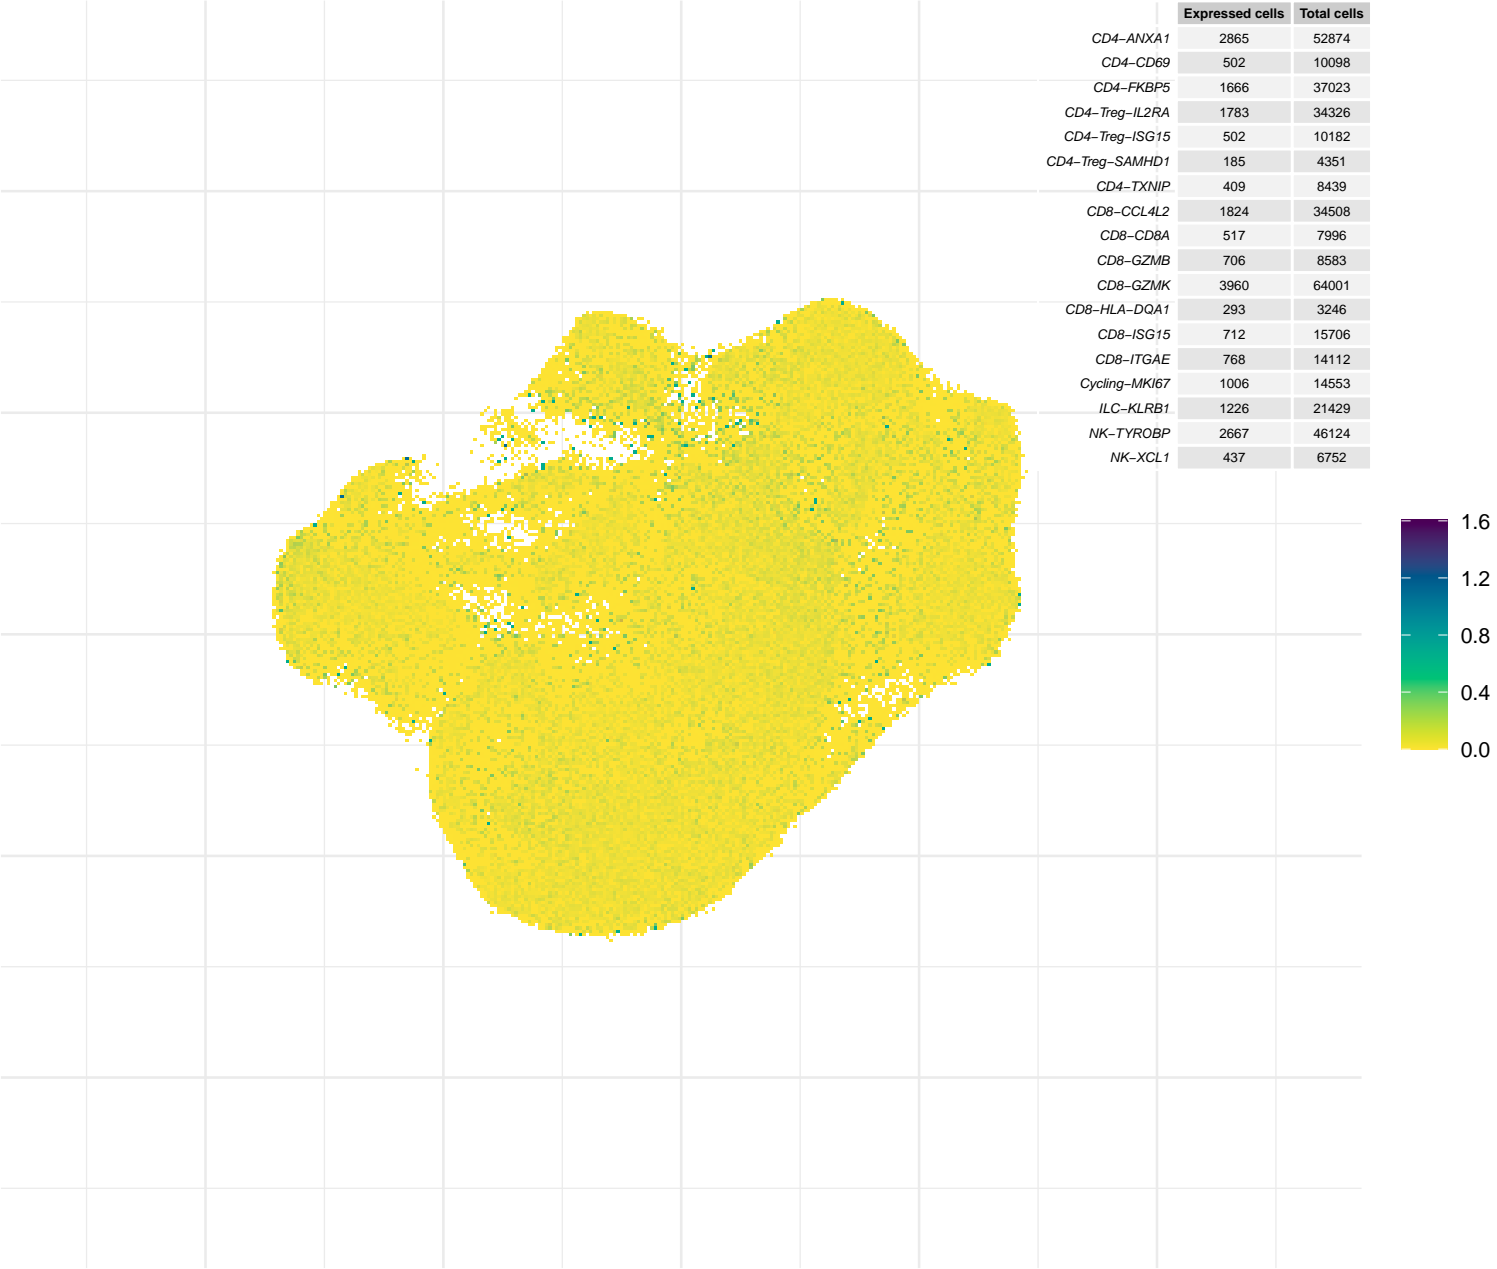 Expressed cells Total cells
CD4−ANXA1 2865 52874
CD4−CD69 502 10098
CD4−FKBP5 1666 37023
CD4−Treg−IL2RA 1783 34326
CD4−Treg−ISG15 502 10182
CD4−Treg−SAMHD1 185 4351
CD4−TXNIP 409 8439
CD8−CCL4L2 1824 34508
CD8−CD8A 517 7996
CD8−GZMB 706 8583
CD8−GZMK 3960 64001
CD8−HLA−DQA1 293 3246
CD8−ISG15 712 15706
CD8−ITGAE 768 14112
Cycling−MKI67 1006 14553
ILC−KLRB1 1226 21429
NK−TYROBP 2667 46124
NK−XCL1 437 6752
1.6
1.2
0.8
0.4
0.0